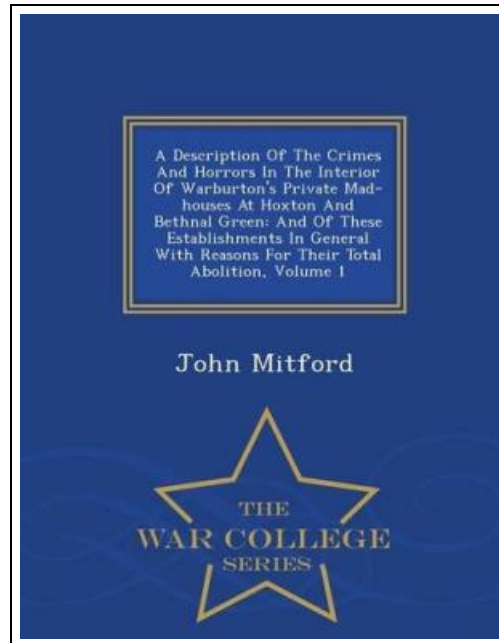 A Description Of The Crimes
And Horrors In The Interior
Of Warburton's Private Mad-
houses At Hoxton And
Bethnal Green: And Of These
Establishments In General
With Reasons For Their Total
Abolition, Volume 1
John Mitford
THE
WAR COLLEGE
SERIES